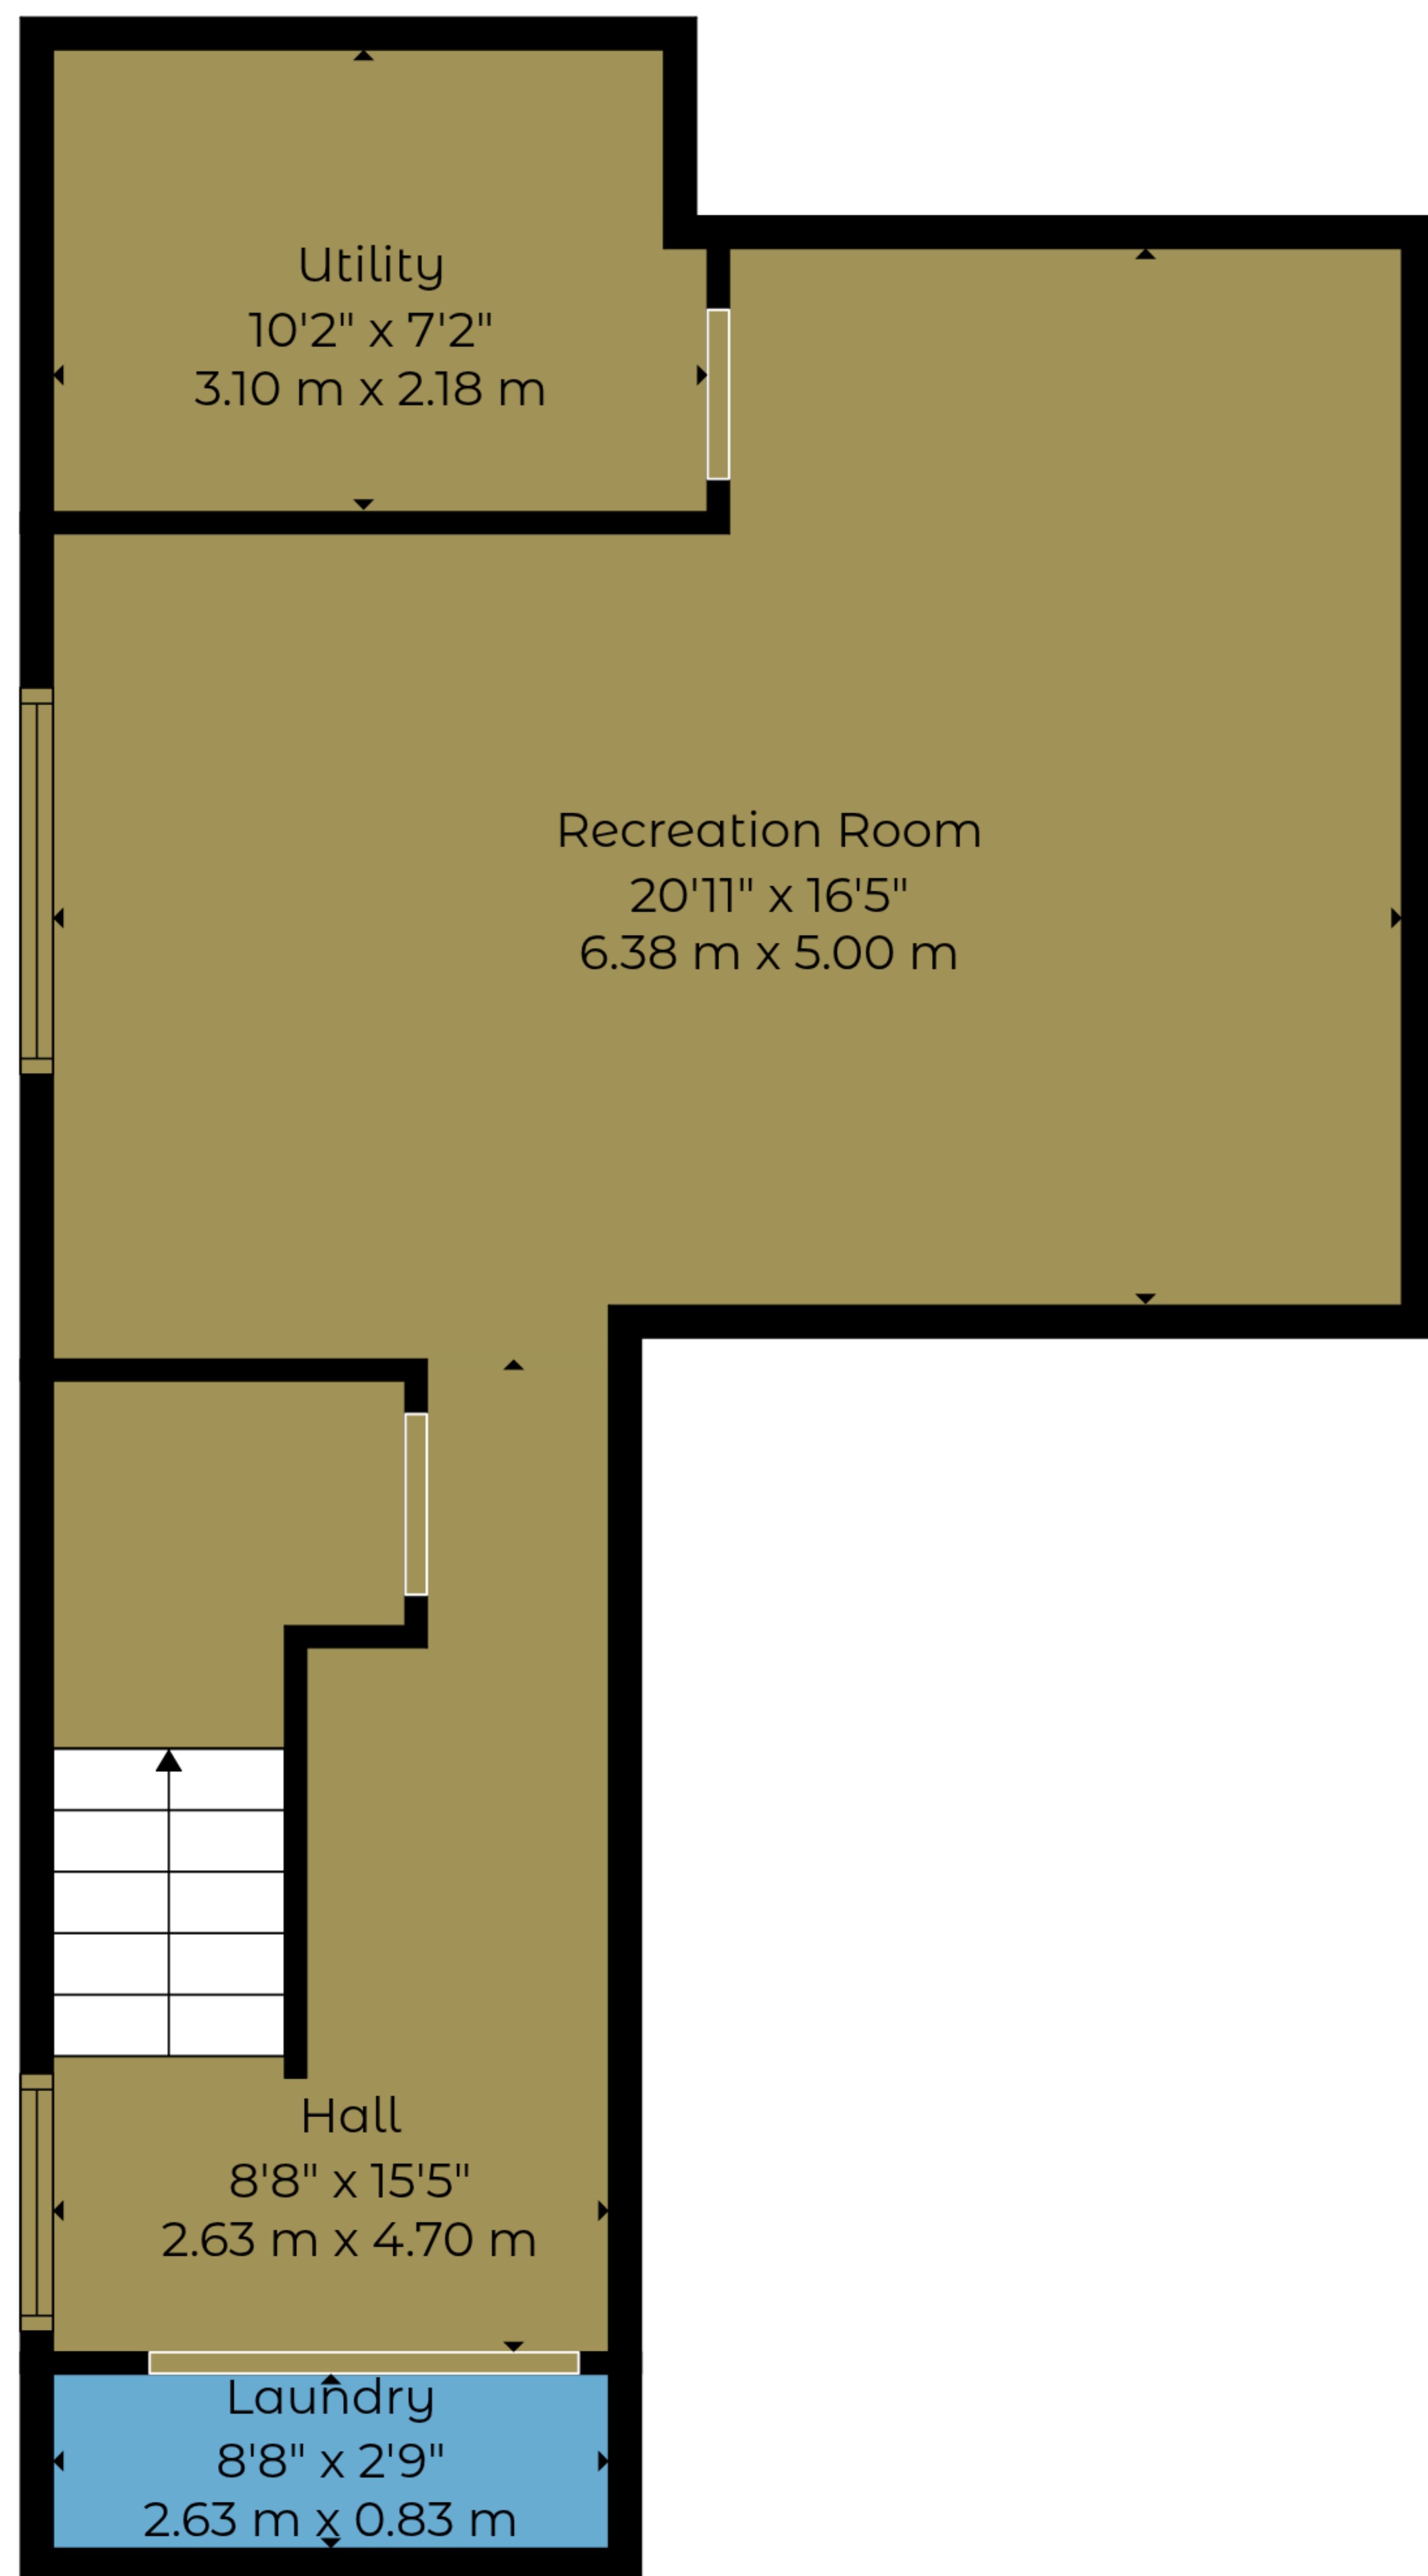 Utility
10'2" x 7'2"
3.10 m x 2.18 m
Recreation Room
20'11" x 16'5"
6.38 m x 5.00 m
Hall
8'8" x 15'5"
2.63 m x 4.70 m
Laundry
8'8" x 2'9"
2.63 m x 0.83 m